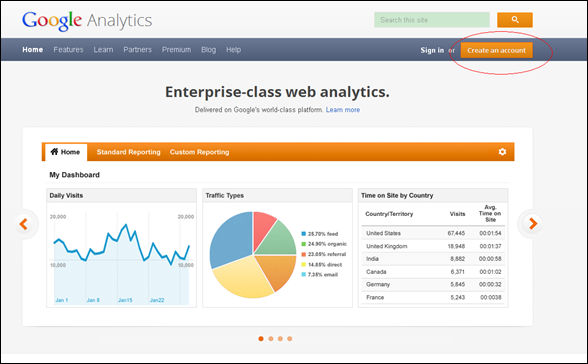 Google Analytics
Search this site
Home Features Learn Partners Premium Blog Help
Sign in or Create an account
Enterprise-class web analytics.
Delivered on Google's world-class platform. Learn more
Home Standard Reporting Custom Reporting
My Dashboard
Daily Visits
20,000 20,000
10,000 10,000
Jan 1 Jan 8 Jan15 Jan22
Traffic Types
25.70% feed
24.90% organic
23.05% referral
14.85% direct
7.35% email
Time on Site by Country
Country/Territory Visits Avg. Time on Site
United States 67,445 00:01:54
United Kingdom 18,948 00:01:37
India 8,882 00:00:58
Canada 6,371 00:01:02
Germany 5,845 00:00:32
France 5,243 00:0038